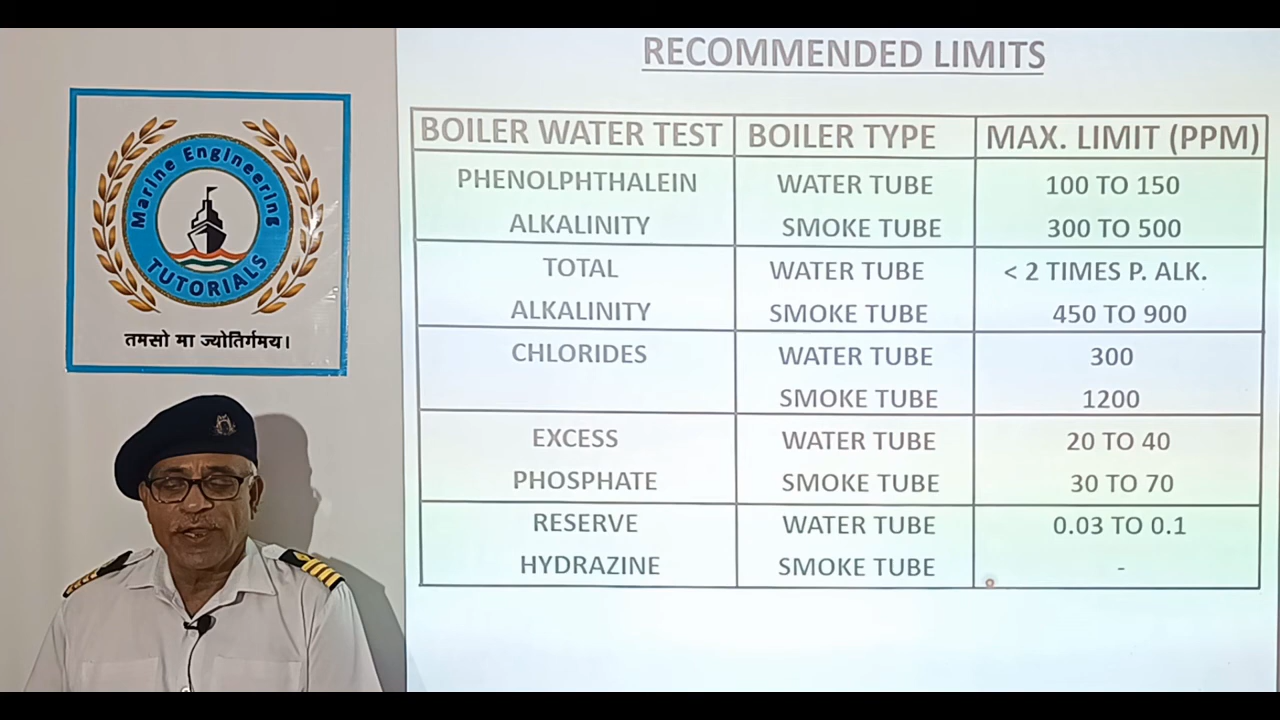 RECOMMENDED LIMITS
BOILER WATER TEST BOILER TYPE MAX. LIMIT (PPM)
PHENOLPHTHALEIN WATER TUBE 100 TO 150
ALKALINITY SMOKE TUBE 300 TO 500
TOTAL WATER TUBE < 2 TIMES P. ALK.
ALKALINITY SMOKE TUBE 450 TO 900
CHLORIDES WATER TUBE 300
SMOKE TUBE 1200
EXCESS WATER TUBE 20 TO 40
PHOSPHATE SMOKE TUBE 30 TO 70
RESERVE WATER TUBE 0.03 TO 0.1
HYDRAZINE SMOKE TUBE -
Marine Engineering
TUTORIALS
तमसो मा ज्योतिर्गमय।